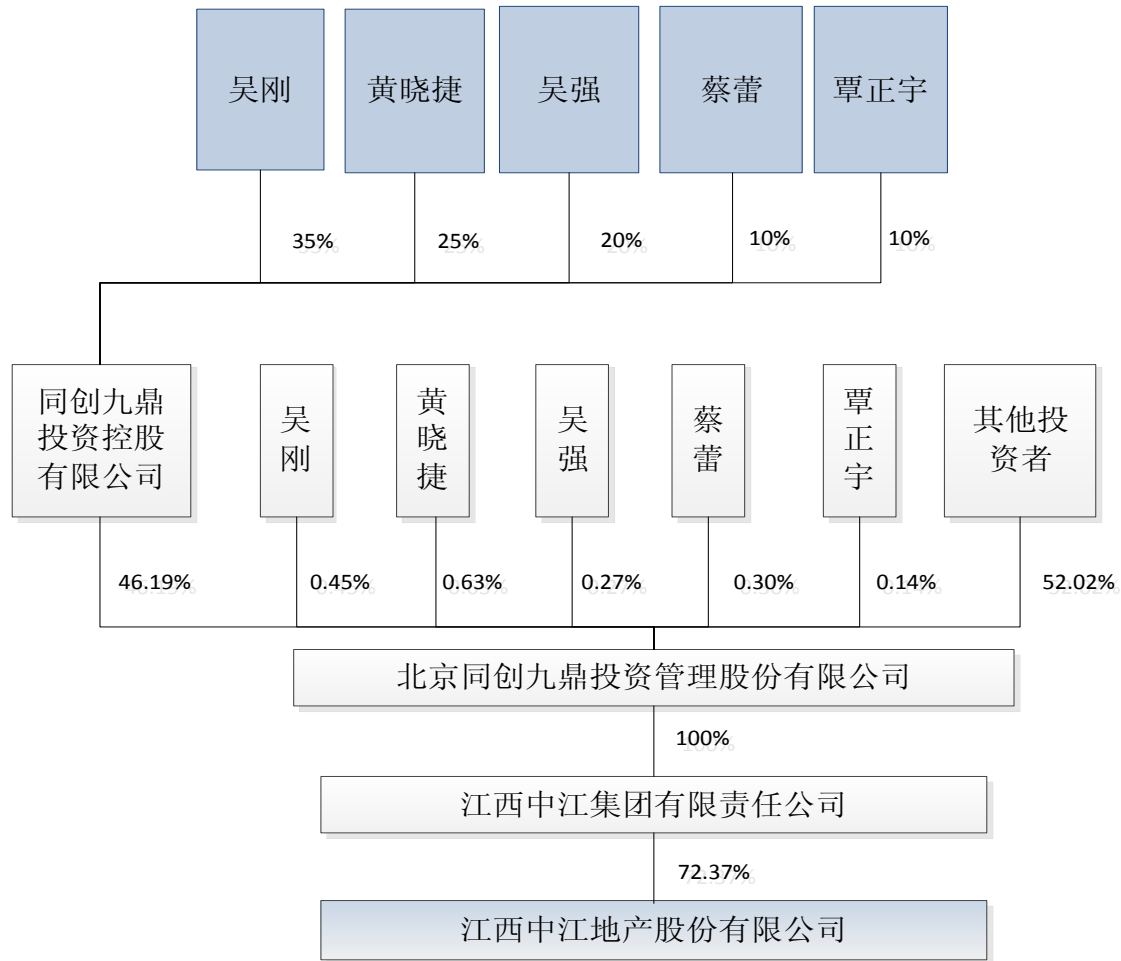 吴刚
黄晓捷
吴强
蔡蕾
覃正宇
35%
25%
20%
10%
10%
同创九鼎
投资控股
有限公司
吴
刚
黄
晓
捷
吴
强
蔡
蕾
覃
正
宇
其他投
资者
46.19%
0.45%
0.63%
0.27%
0.30%
0.14%
52.02%
北京同创九鼎投资管理股份有限公司
100%
江西中江集团有限责任公司
72.37%
江西中江地产股份有限公司